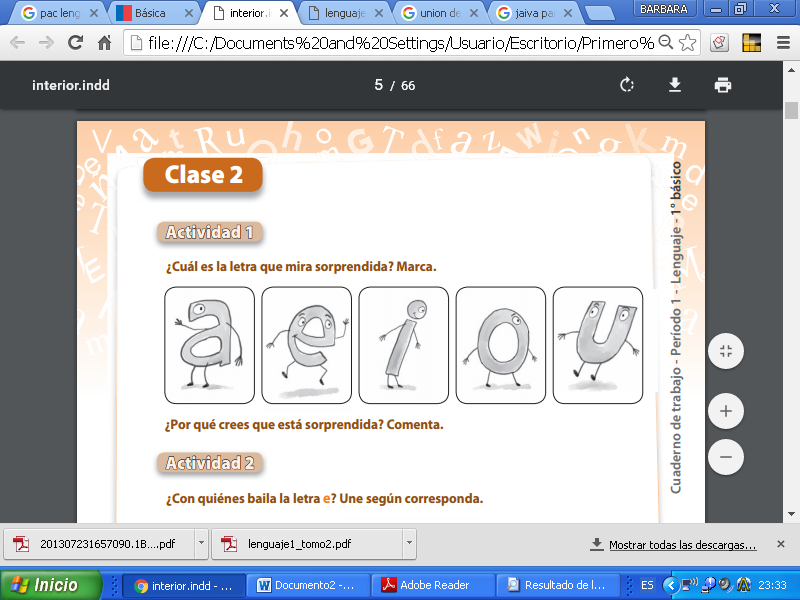 BARBARA
pac leng
Básica
interior.i
lenguaje
union de
jaiva pa
file:///C:/Documents%20and%20Settings/Usuario/Escritorio/Primero%
interior.indd
5 / 66
Clase 2
Actividad 1
¿Cuál es la letra que mira sorprendida? Marca.
a e i o u
¿Por qué crees que está sorprendida? Comenta.
Actividad 2
¿Con quiénes baila la letra e? Une según corresponda.
Cuaderno de trabajo - Período 1 - Lenguaje - 1° básico
201307231657090.1B....pdf
lenguaje1_tomo2.pdf
Mostrar todas las descargas...
Inicio
interior.indd - ...
Documento2 -...
Adobe Reader
Resultado de l...
ES
23:33